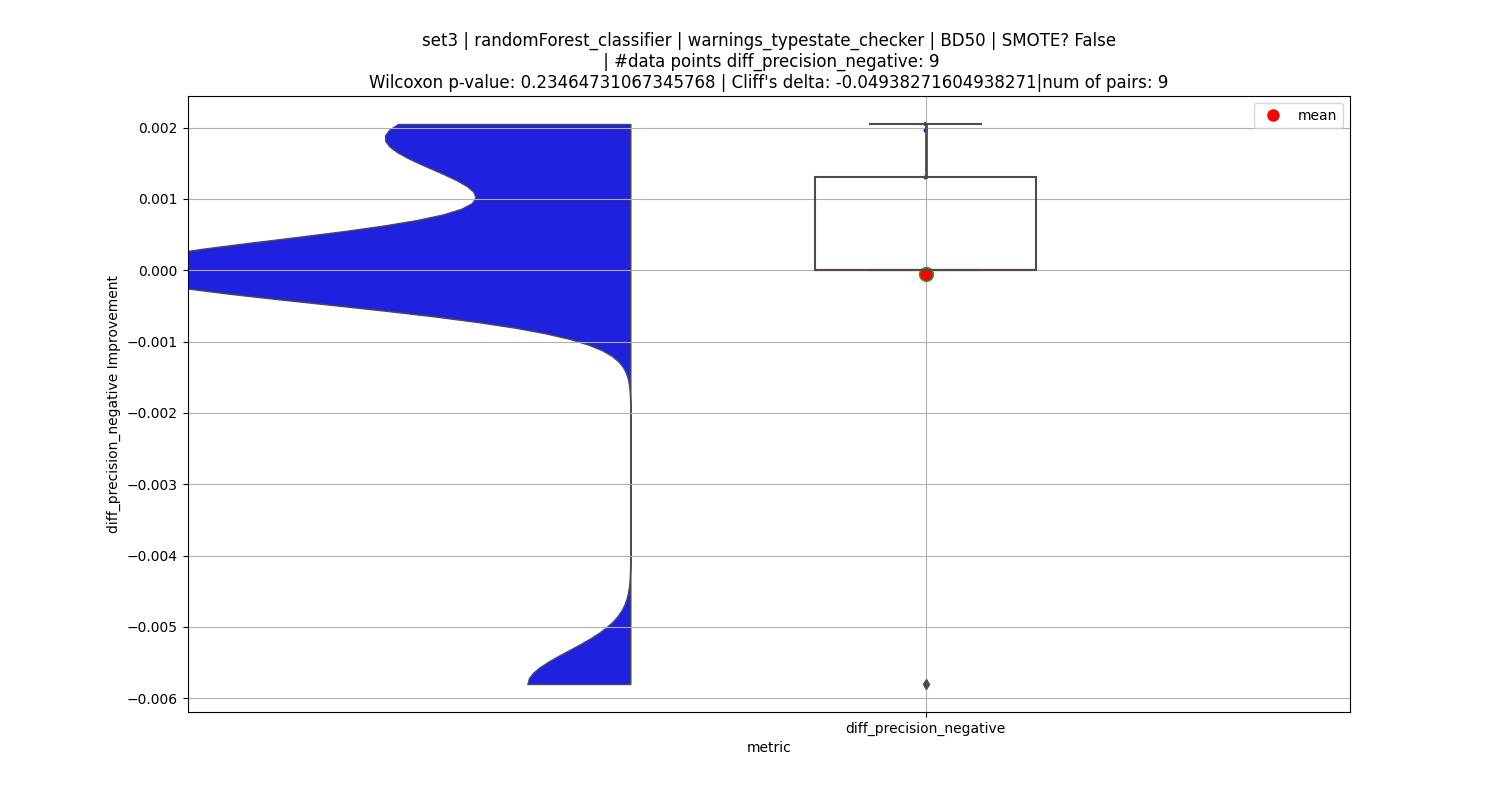 set3 | randomForest_classifier | warnings_typestate_checker | BD50 | SMOTE? False
| #data points diff_precision_negative: 9
Wilcoxon p-value: 0.23464731067345768 | Cliff's delta: -0.04938271604938271|num of pairs: 9
mean
0.002
0.001
0.000
−0.001
−0.002
−0.003
−0.004
−0.005
−0.006
diff_precision_negative Improvement
diff_precision_negative
metric